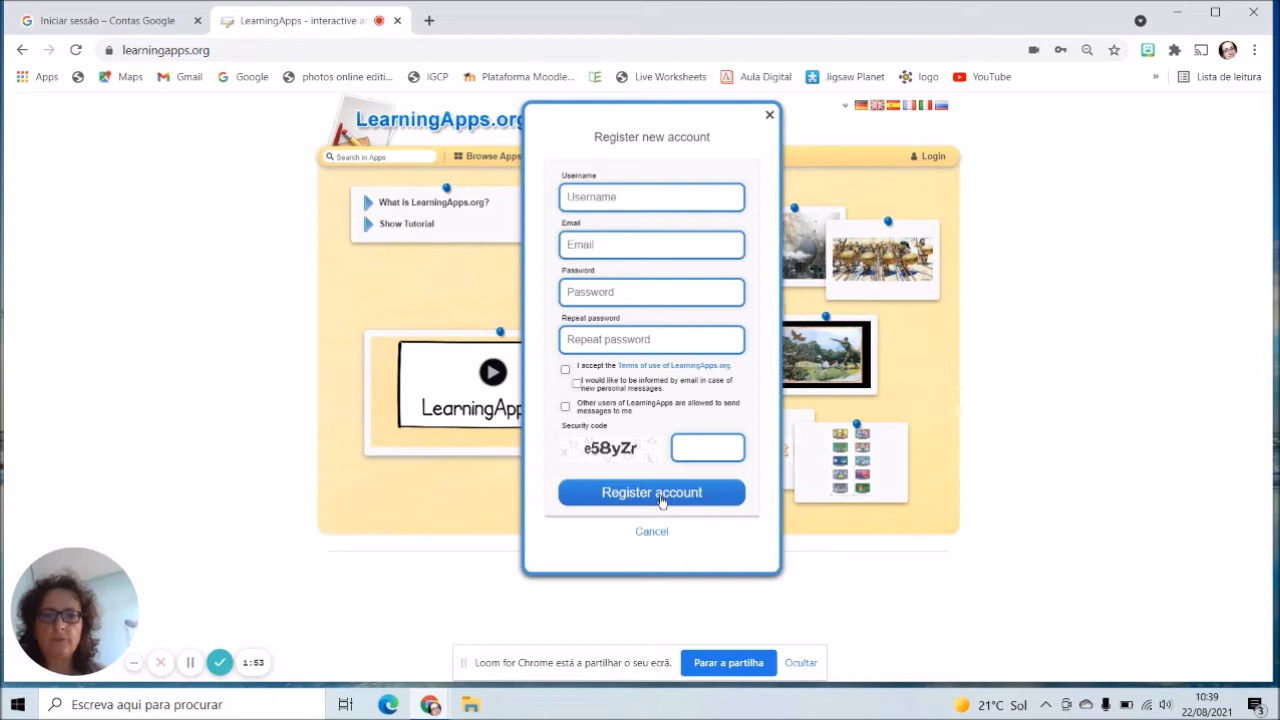 Iniciar sessão – Contas Google
LearningApps - interactive a
learningapps.org
Apps
Maps
Gmail
Google
photos online editi...
IGCP
Plataforma Moodle...
Live Worksheets
Aula Digital
Jigsaw Planet
logo
YouTube
»
Lista de leitura
LearningApps.org
Search in Apps
Browse Apps
Login
What is LearningApps.org?
Show Tutorial
LearningApp
Register new account
Username
Username
Email
Email
Password
Password
Repeat password
Repeat password
I accept the Terms of use of LearningApps.org.
I would like to be informed by email in case of
new personal messages.
Other users of LearningApps are allowed to send
messages to me.
Security code
e58yZr
Register account
Cancel
1:53
Loom for Chrome está a partilhar o seu ecrã.
Parar a partilha
Ocultar
Escreva aqui para procurar
21°C Sol
10:39
22/08/2021
3